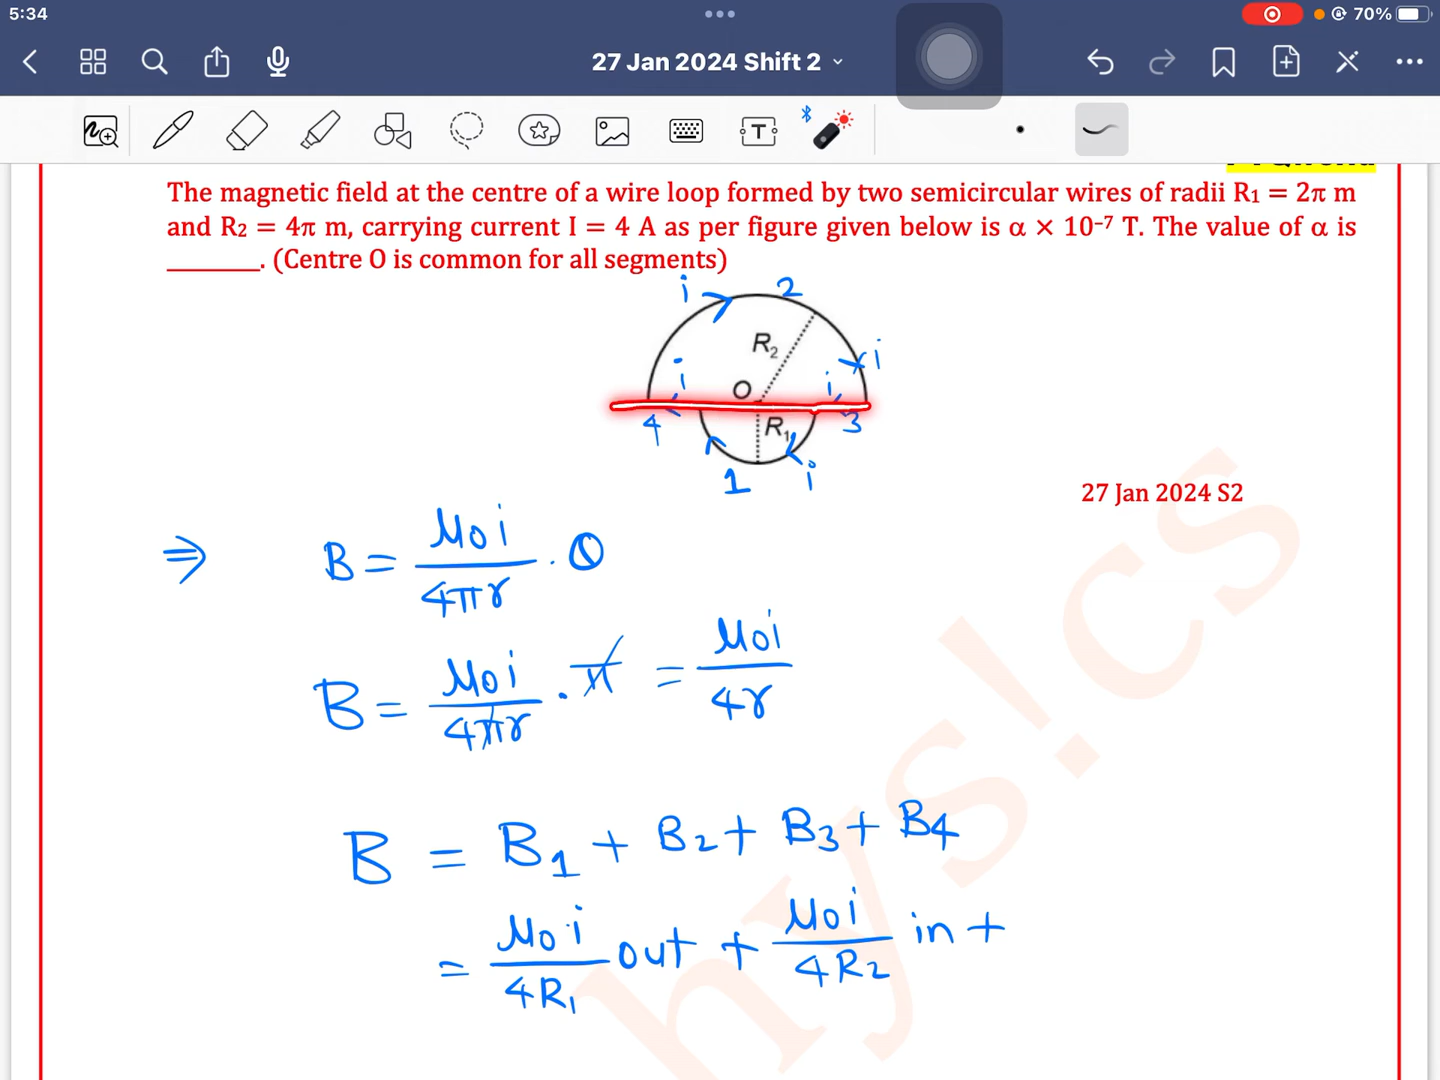 5:34
70%
27 Jan 2024 Shift 2
The magnetic field at the centre of a wire loop formed by two semicircular wires of radii R₁ = 2π m
and R₂ = 4π m, carrying current I = 4 A as per figure given below is α × 10⁻⁷ T. The value of α is
_______. (Centre O is common for all segments)
i 2
R₂ i
i O i
4 R₁ 3
1 i
27 Jan 2024 S2
⇒ B = μ₀i/4πr . θ
B = μ₀i/4πr . π = μ₀i/4r
B = B₁ + B₂ + B₃ + B₄
= μ₀i/4R₁ out + μ₀i/4R₂ in +
hys!cs